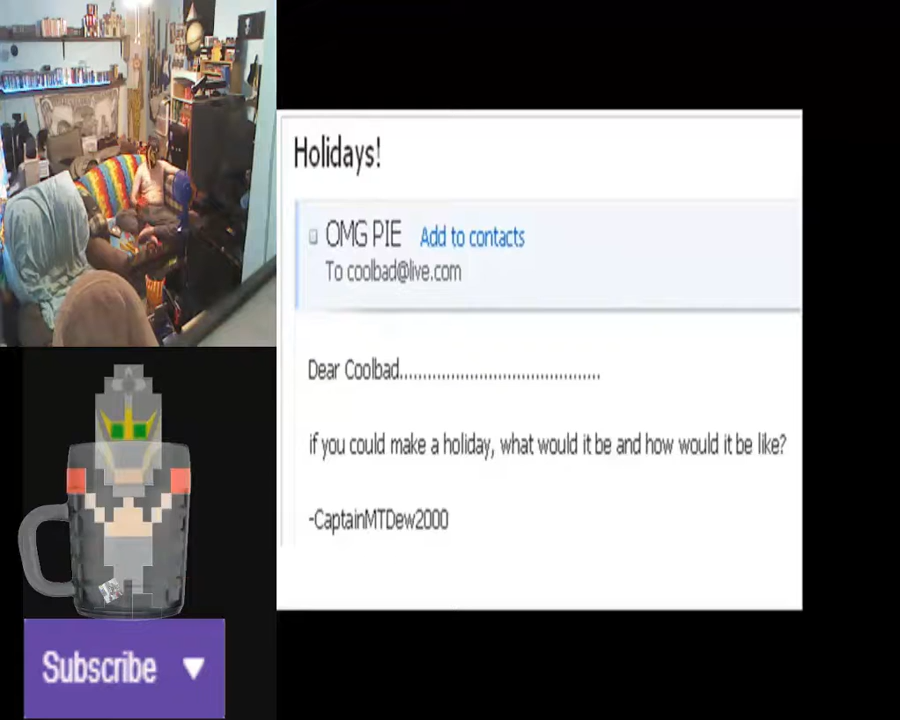 Holidays!
OMG PIE Add to contacts
To coolbad@live.com
Dear Coolbad...........................................
if you could make a holiday, what would it be and how would it be like?
-CaptainMTDew2000
Subscribe